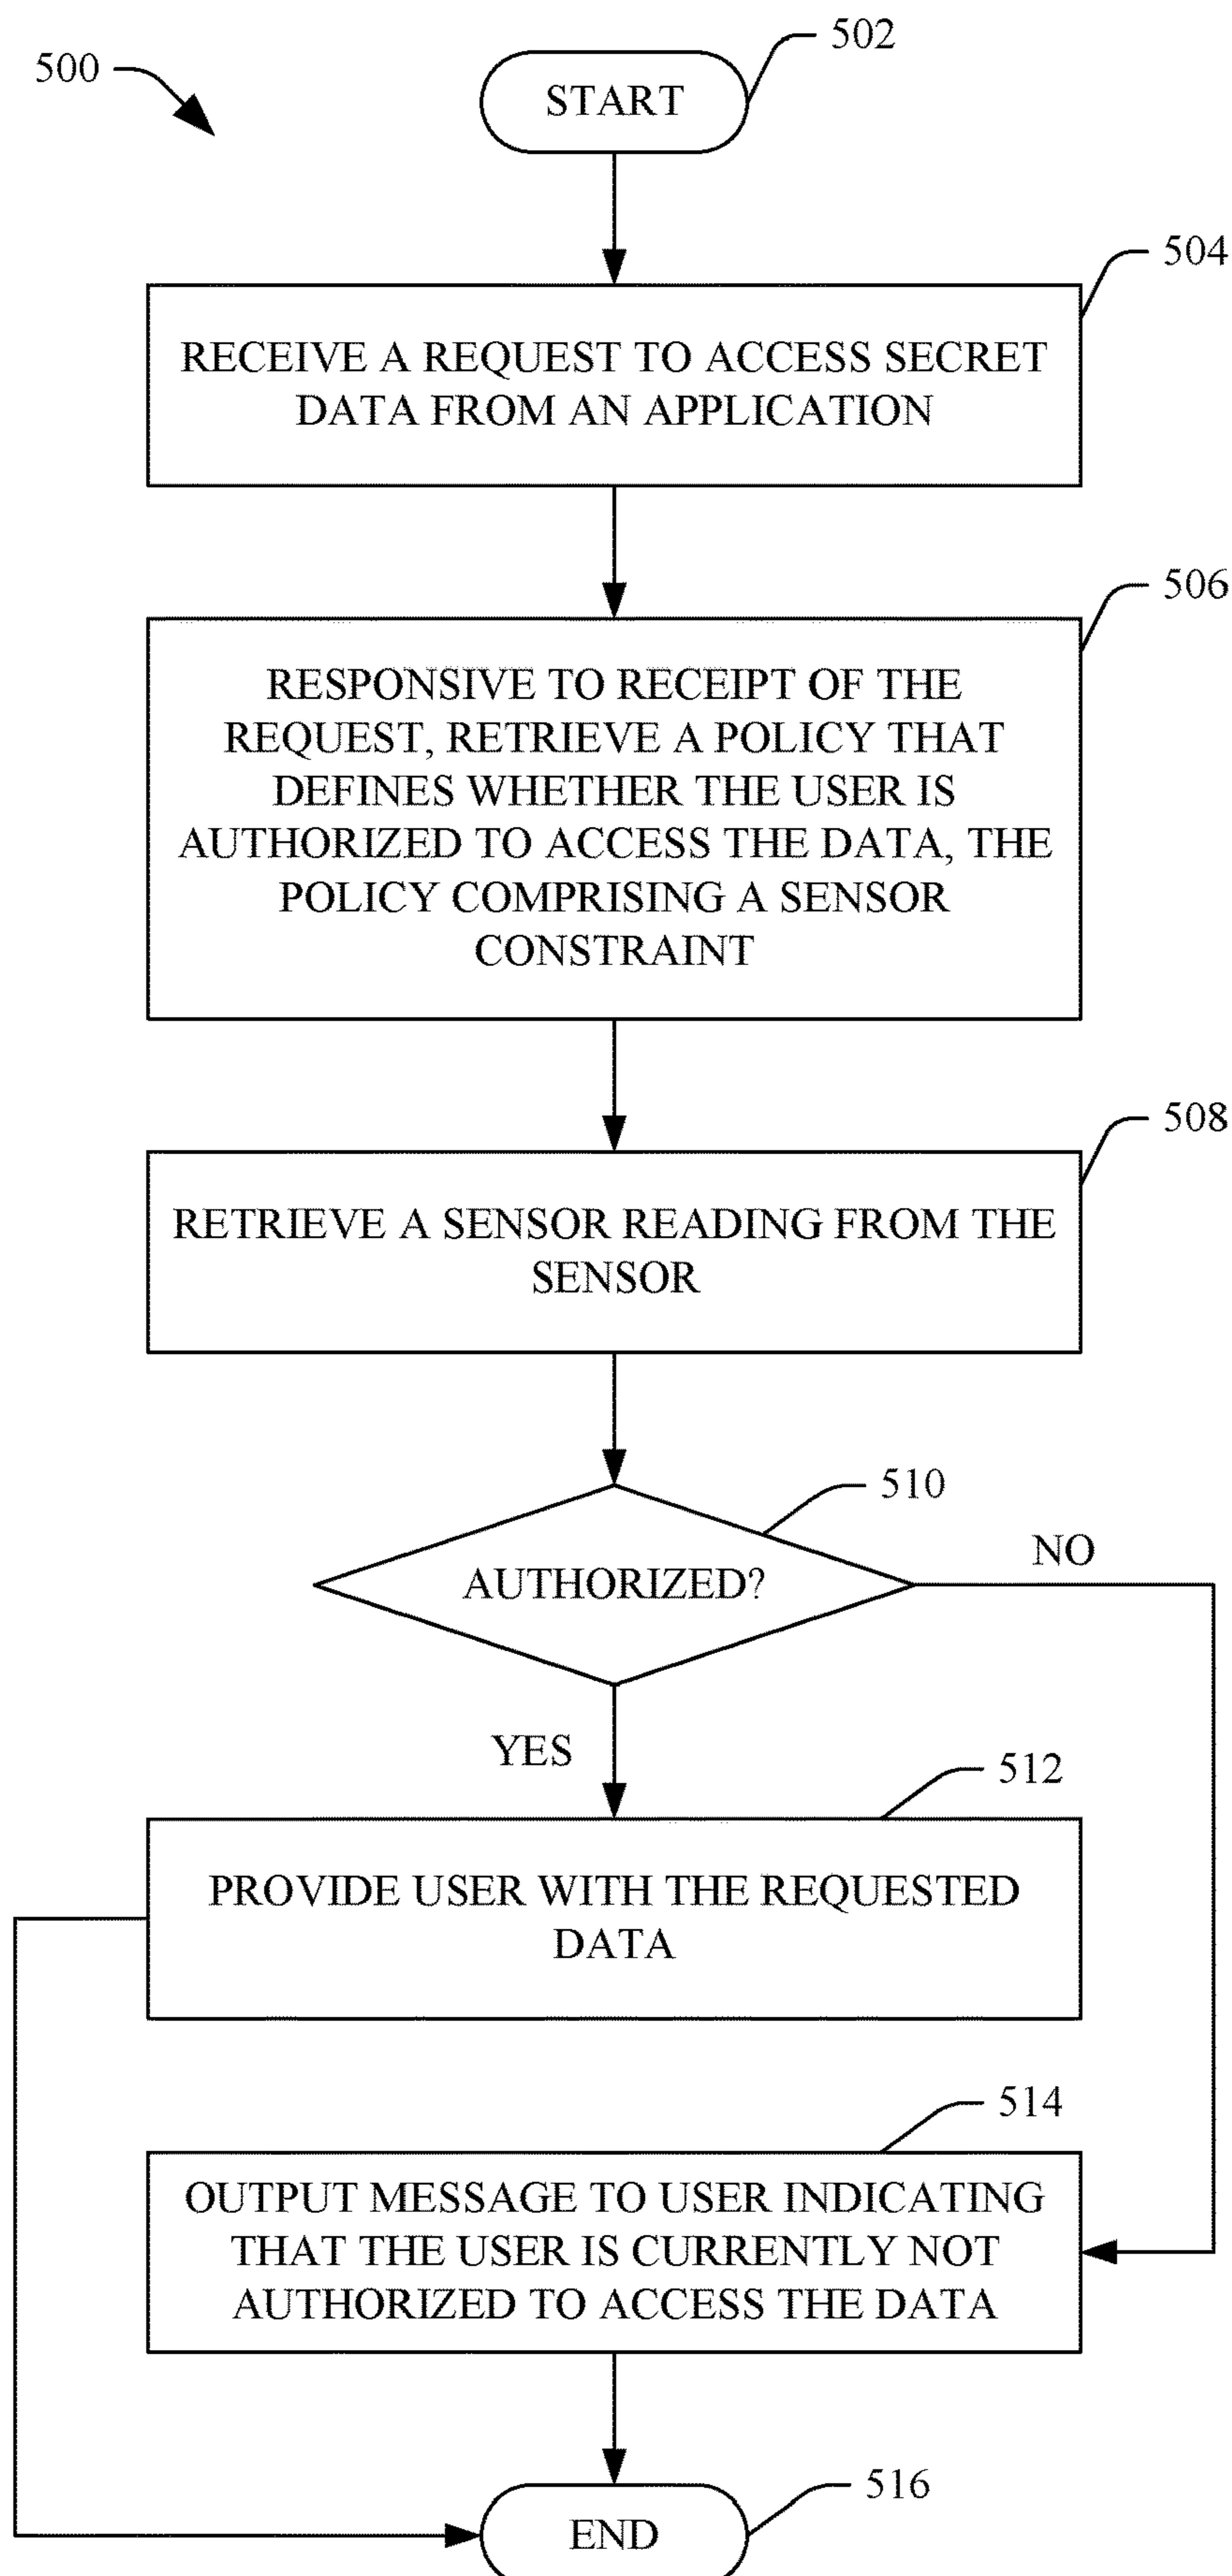 500
502
START
504
RECEIVE A REQUEST TO ACCESS SECRET
DATA FROM AN APPLICATION
506
RESPONSIVE TO RECEIPT OF THE
REQUEST, RETRIEVE A POLICY THAT
DEFINES WHETHER THE USER IS
AUTHORIZED TO ACCESS THE DATA, THE
POLICY COMPRISING A SENSOR
CONSTRAINT
508
RETRIEVE A SENSOR READING FROM THE
SENSOR
510
AUTHORIZED?
NO
YES
512
PROVIDE USER WITH THE REQUESTED
DATA
514
OUTPUT MESSAGE TO USER INDICATING
THAT THE USER IS CURRENTLY NOT
AUTHORIZED TO ACCESS THE DATA
516
END